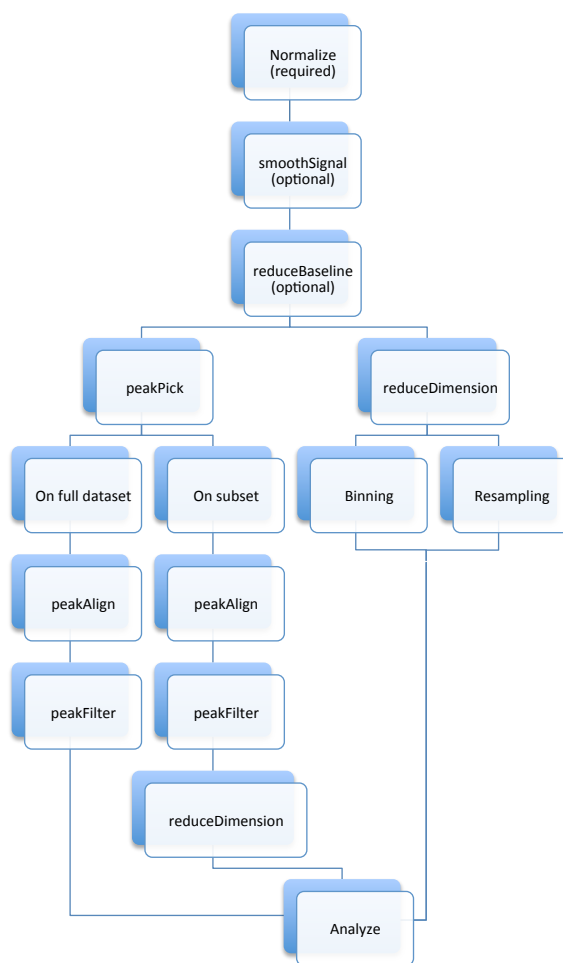 Normalize
(required)
smoothSignal
(optional)
reduceBaseline
(optional)
peakPick
reduceDimension
On full dataset
On subset
Binning
Resampling
peakAlign
peakAlign
peakFilter
peakFilter
reduceDimension
Analyze